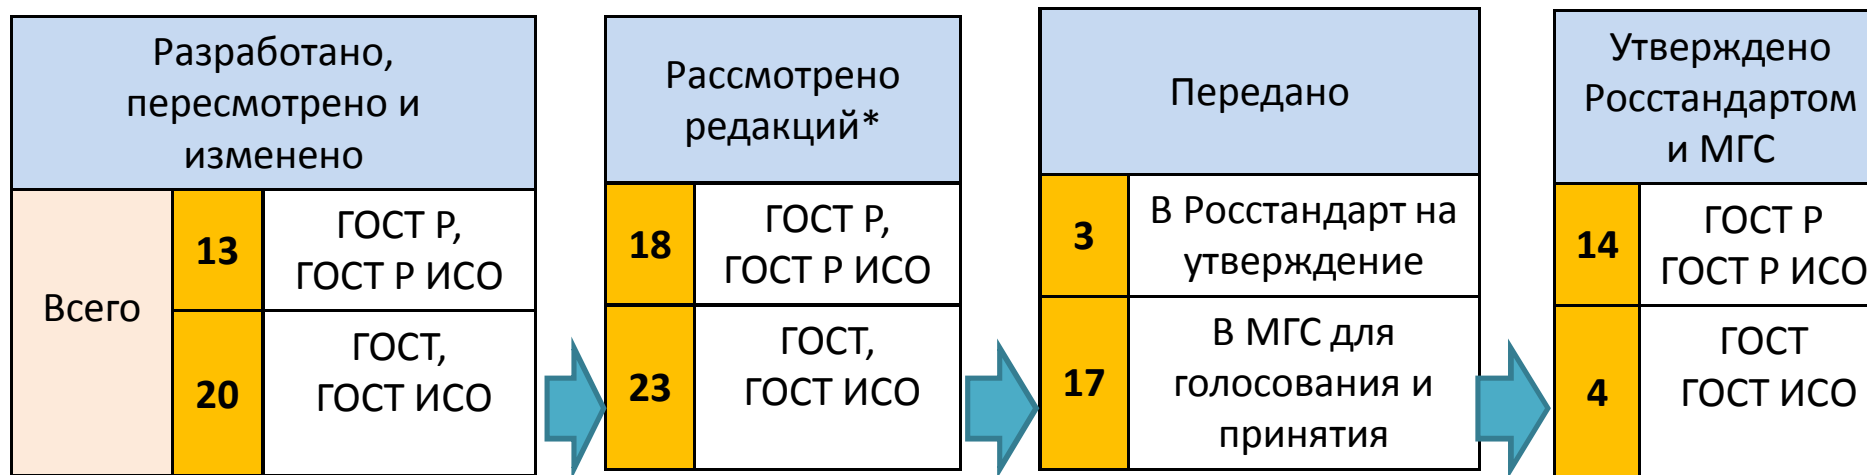 Разработано,
пересмотрено и
изменено
Всего
13
ГОСТ Р,
ГОСТ Р ИСО
20
ГОСТ,
ГОСТ ИСО
Рассмотрено
редакций*
18
ГОСТ Р,
ГОСТ Р ИСО
23
ГОСТ,
ГОСТ ИСО
Передано
3
В Росстандарт на
утверждение
17
В МГС для
голосования и
принятия
Утверждено
Росстандартом
и МГС
14
ГОСТ Р
ГОСТ Р ИСО
4
ГОСТ
ГОСТ ИСО